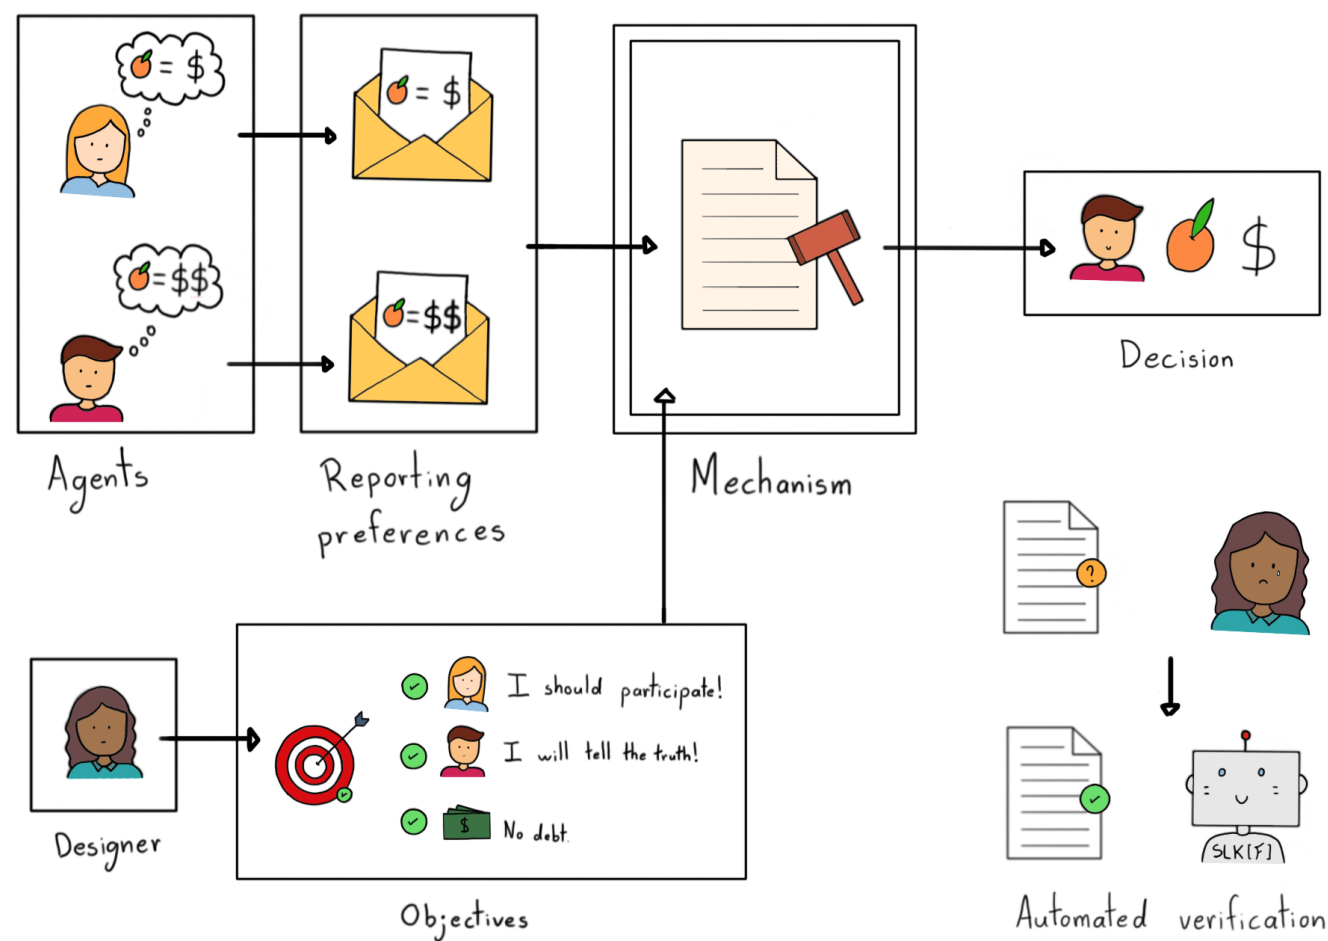 = $
= $
= $$
= $$
Agents
Reporting
preferences
Mechanism
Decision
I should participate!
I will tell the truth!
$
No debt.
Designer
Objectives
$
?
SLK[F]
Automated verification